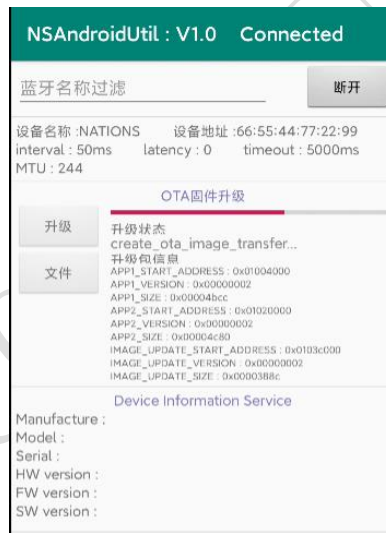 NSAndroidUtil : V1.0 Connected
蓝牙名称过滤
断开
设备名称 :NATIONS 设备地址 :66:55:44:77:22:99
interval : 50ms latency : 0 timeout : 5000ms
MTU : 244
OTA固件升级
升级
升级状态
create_ota_image_transfer...
文件
升级包信息
APP1_START_ADDRESS : 0x01004000
APP1_VERSION : 0x00000002
APP1_SIZE : 0x00004bcc
APP2_START_ADDRESS : 0x01020000
APP2_VERSION : 0x00000002
APP2_SIZE : 0x00004c80
IMAGE_UPDATE_START_ADDRESS : 0x0103c000
IMAGE_UPDATE_VERSION : 0x00000002
IMAGE_UPDATE_SIZE : 0x0000388c
Device Information Service
Manufacture :
Model :
Serial :
HW version :
FW version :
SW version :